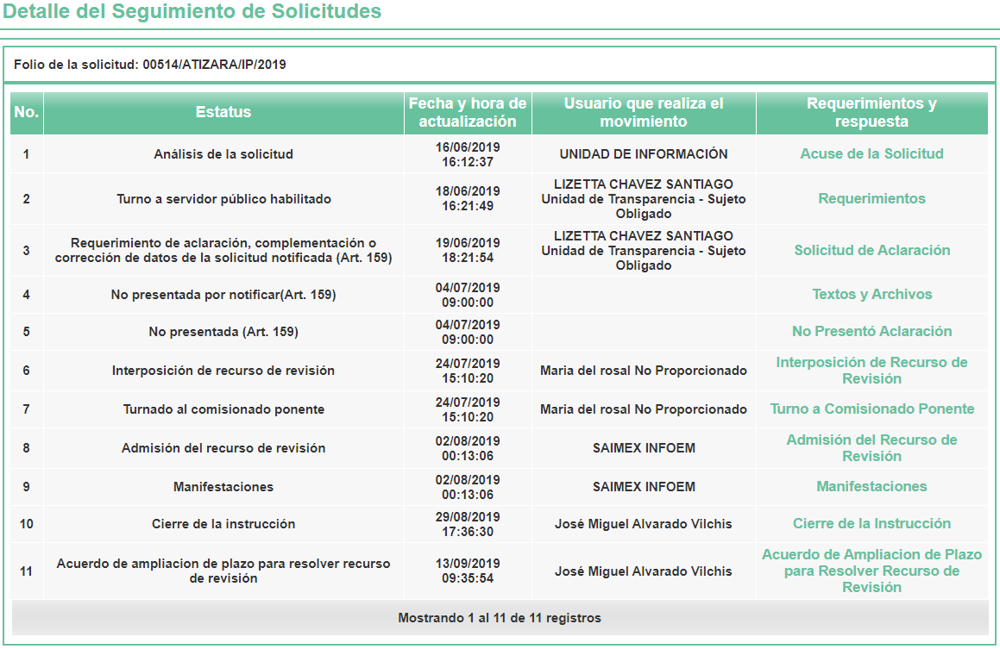 Detalle del Seguimiento de Solicitudes
Folio de la solicitud: 00514/ATIZARA/IP/2019
No.
Estatus
Fecha y hora de
actualización
Usuario que realiza el
movimiento
Requerimientos y
respuesta
1
Análisis de la solicitud
16/06/2019
16:12:37
UNIDAD DE INFORMACIÓN
Acuse de la Solicitud
2
Turno a servidor público habilitado
18/06/2019
16:21:49
LIZETTA CHAVEZ SANTIAGO
Unidad de Transparencia - Sujeto
Obligado
Requerimientos
3
Requerimiento de aclaración, complementación o
corrección de datos de la solicitud notificada (Art. 159)
19/06/2019
18:21:54
LIZETTA CHAVEZ SANTIAGO
Unidad de Transparencia - Sujeto
Obligado
Solicitud de Aclaración
4
No presentada por notificar(Art. 159)
04/07/2019
09:00:00
Textos y Archivos
5
No presentada (Art. 159)
04/07/2019
09:00:00
No Presentó Aclaración
6
Interposición de recurso de revisión
24/07/2019
15:10:20
Maria del rosal No Proporcionado
Interposición de Recurso de
Revisión
7
Turnado al comisionado ponente
24/07/2019
15:10:20
Maria del rosal No Proporcionado
Turno a Comisionado Ponente
8
Admisión del recurso de revisión
02/08/2019
00:13:06
SAIMEX INFOEM
Admisión del Recurso de
Revisión
9
Manifestaciones
02/08/2019
00:13:06
SAIMEX INFOEM
Manifestaciones
10
Cierre de la instrucción
29/08/2019
17:36:30
José Miguel Alvarado Vilchis
Cierre de la Instrucción
11
Acuerdo de ampliacion de plazo para resolver recurso
de revisión
13/09/2019
09:35:54
José Miguel Alvarado Vilchis
Acuerdo de Ampliacion de Plazo
para Resolver Recurso de
Revisión
Mostrando 1 al 11 de 11 registros